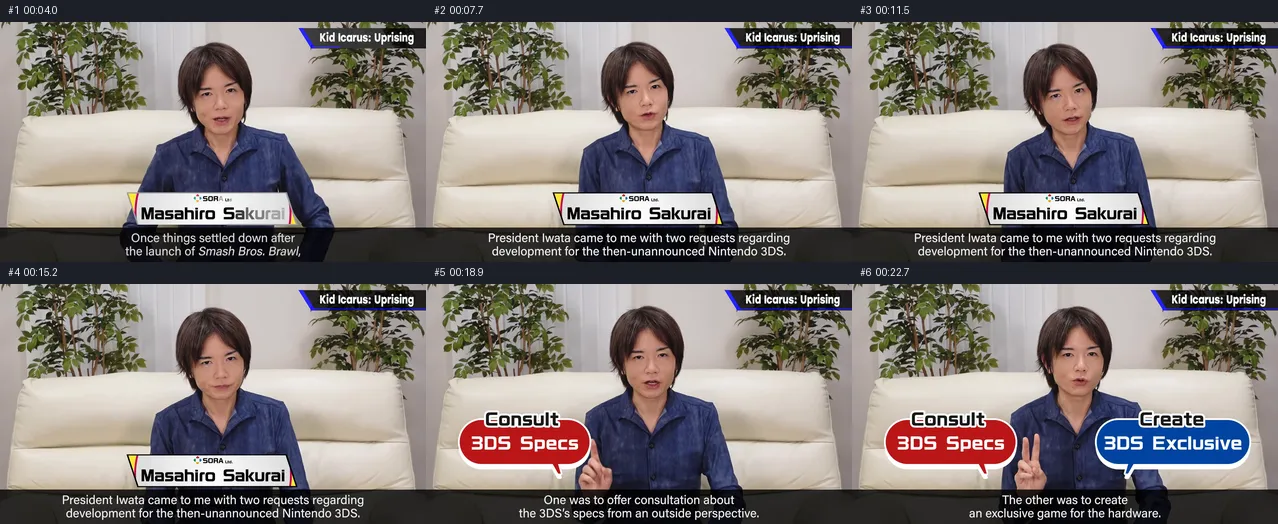 #1 00:04.0
Kid Icarus: Uprising
SORA Ltd.
Masahiro Sakurai
Once things settled down after
the launch of Smash Bros. Brawl,
#2 00:07.7
Kid Icarus: Uprising
SORA Ltd.
Masahiro Sakurai
President Iwata came to me with two requests regarding
development for the then-unannounced Nintendo 3DS.
#3 00:11.5
Kid Icarus: Uprising
SORA Ltd.
Masahiro Sakurai
President Iwata came to me with two requests regarding
development for the then-unannounced Nintendo 3DS.
#4 00:15.2
Kid Icarus: Uprising
SORA Ltd.
Masahiro Sakurai
President Iwata came to me with two requests regarding
development for the then-unannounced Nintendo 3DS.
#5 00:18.9
Kid Icarus: Uprising
Consult
3DS Specs
One was to offer consultation about
the 3DS's specs from an outside perspective.
#6 00:22.7
Kid Icarus: Uprising
Consult
3DS Specs
Create
3DS Exclusive
The other was to create
an exclusive game for the hardware.